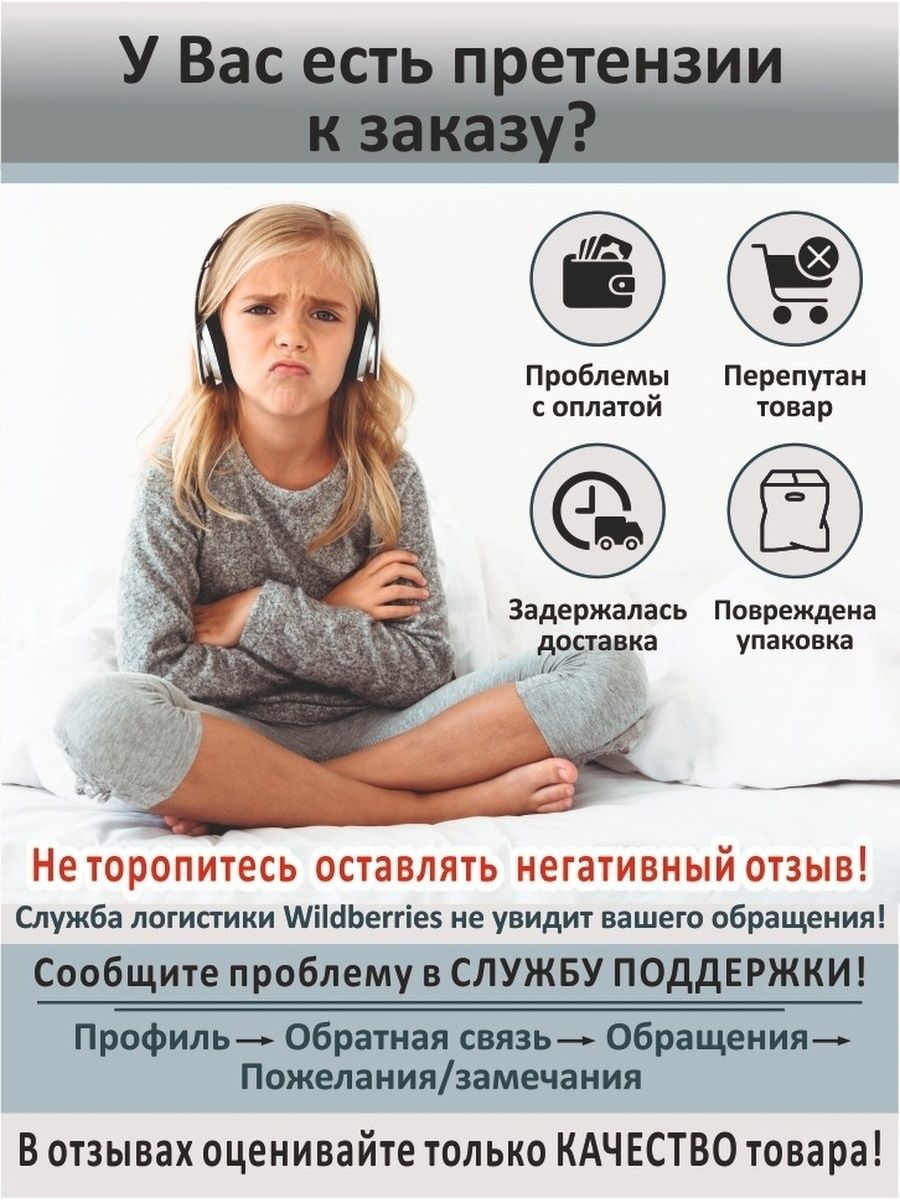 У Вас есть претензии
к заказу?
Проблемы
с оплатой
Перепутан
товар
Задержалась
доставка
Повреждена
упаковка
Не торопитесь оставлять негативный отзыв!
Служба логистики Wildberries не увидит вашего обращения!
Сообщите проблему в СЛУЖБУ ПОДДЕРЖКИ!
Профиль→ Обратная связь→ Обращения→
Пожелания/замечания
В отзывах оценивайте только КАЧЕСТВО товара!